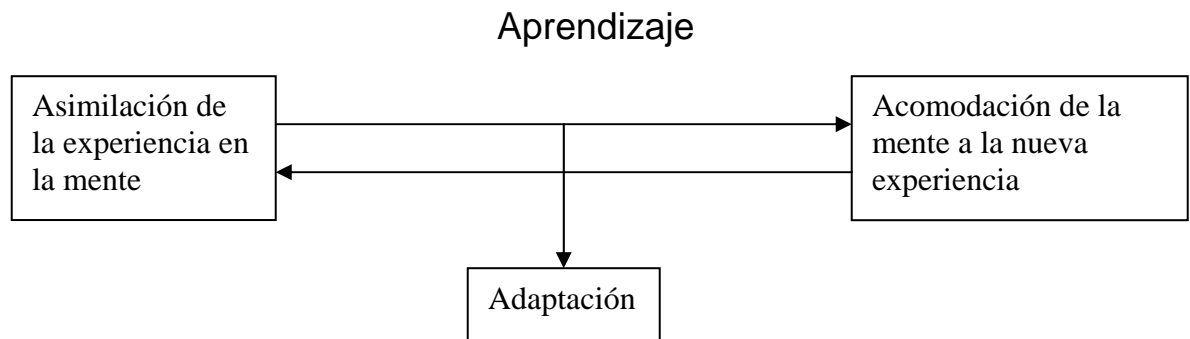 Aprendizaje
Asimilación de
la experiencia en
la mente
Acomodación de la
mente a la nueva
experiencia
Adaptación